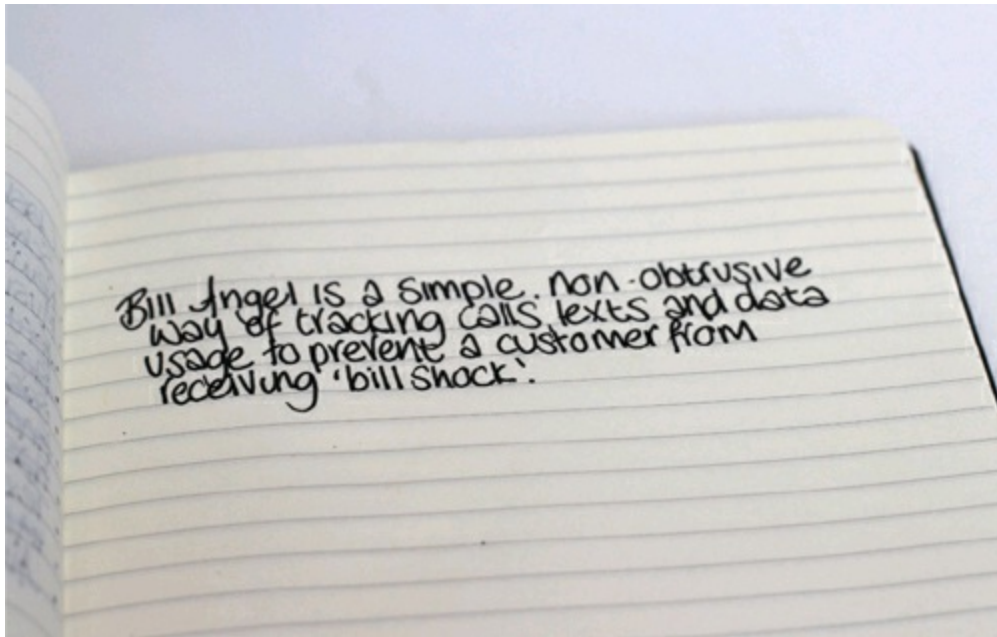 Bill Angel is a simple. non-obtrusive
way of tracking calls texts and data
usage to prevent a customer from
receiving 'bill shock'.